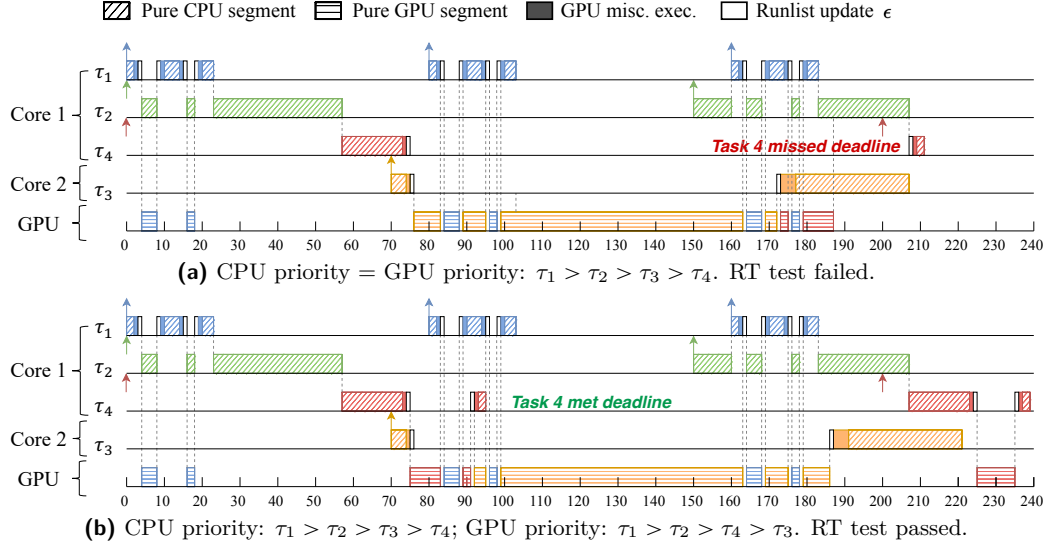 Pure CPU segment Pure GPU segment GPU misc. exec. Runlist update ϵ
τ1
Core 1 τ2
τ4 Task 4 missed deadline
Core 2 τ3
GPU
0 10 20 30 40 50 60 70 80 90 100 110 120 130 140 150 160 170 180 190 200 210 220 230 240
(a) CPU priority = GPU priority: τ1 > τ2 > τ3 > τ4. RT test failed.
τ1
Core 1 τ2
τ4 Task 4 met deadline
Core 2 τ3
GPU
0 10 20 30 40 50 60 70 80 90 100 110 120 130 140 150 160 170 180 190 200 210 220 230 240
(b) CPU priority: τ1 > τ2 > τ3 > τ4; GPU priority: τ1 > τ2 > τ4 > τ3. RT test passed.